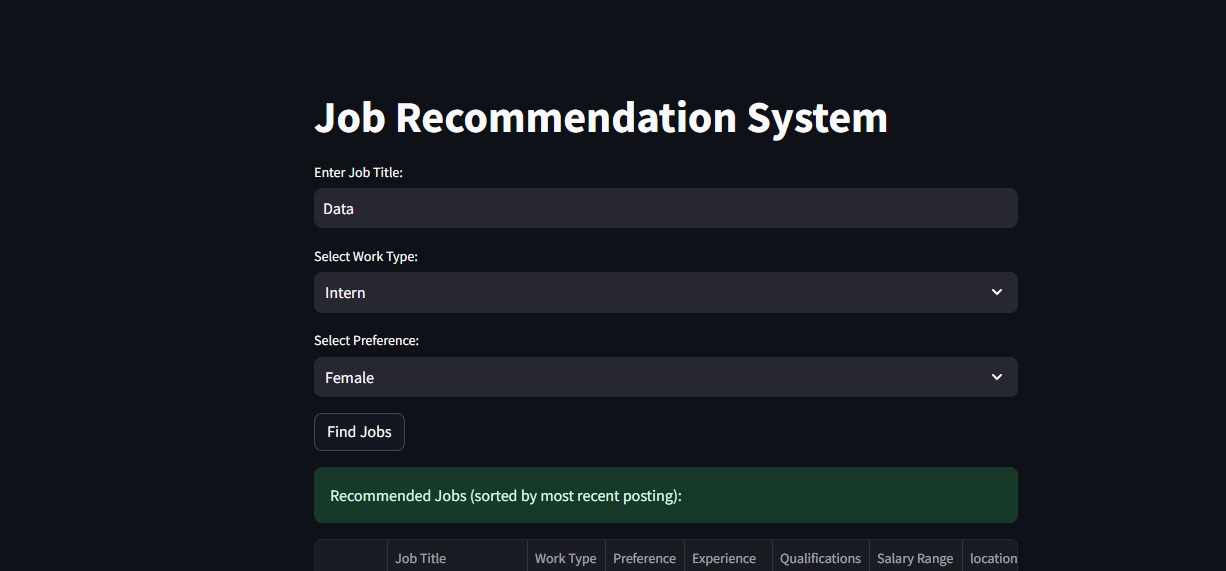 Job Recommendation System
Enter Job Title:
Data
Select Work Type:
Intern
Select Preference:
Female
Find Jobs
Recommended Jobs (sorted by most recent posting):
Job Title Work Type Preference Experience Qualifications Salary Range location